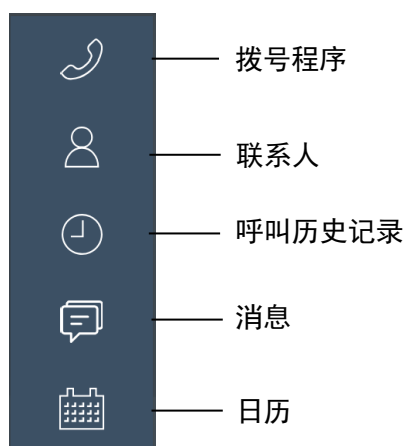 拨号程序
联系人
呼叫历史记录
消息
日历